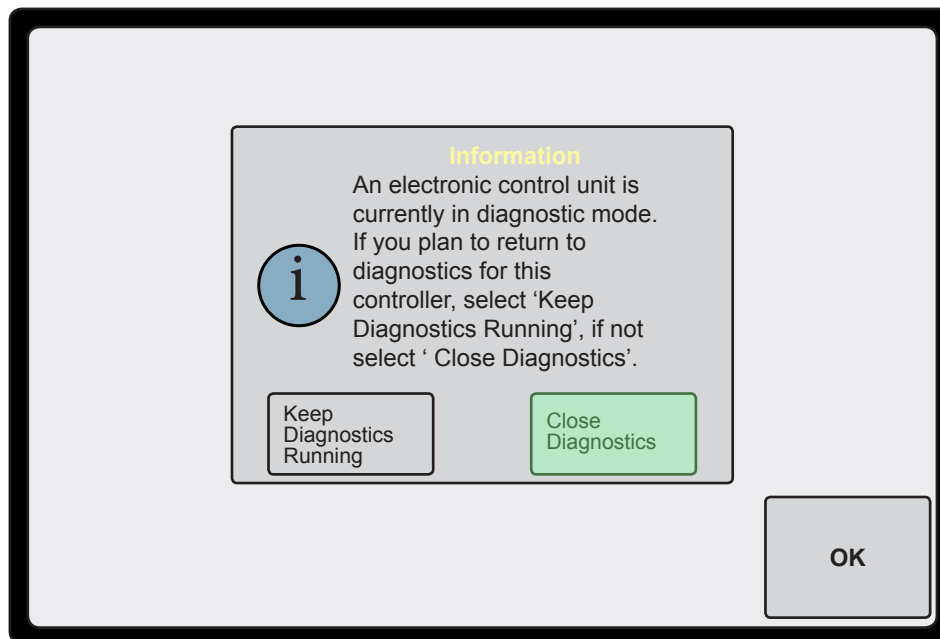 Information
An electronic control unit is
currently in diagnostic mode.
If you plan to return to
diagnostics for this
controller, select ‘Keep
Diagnostics Running’, if not
select ‘ Close Diagnostics’.
i
Keep
Diagnostics
Running
Close
Diagnostics
OK